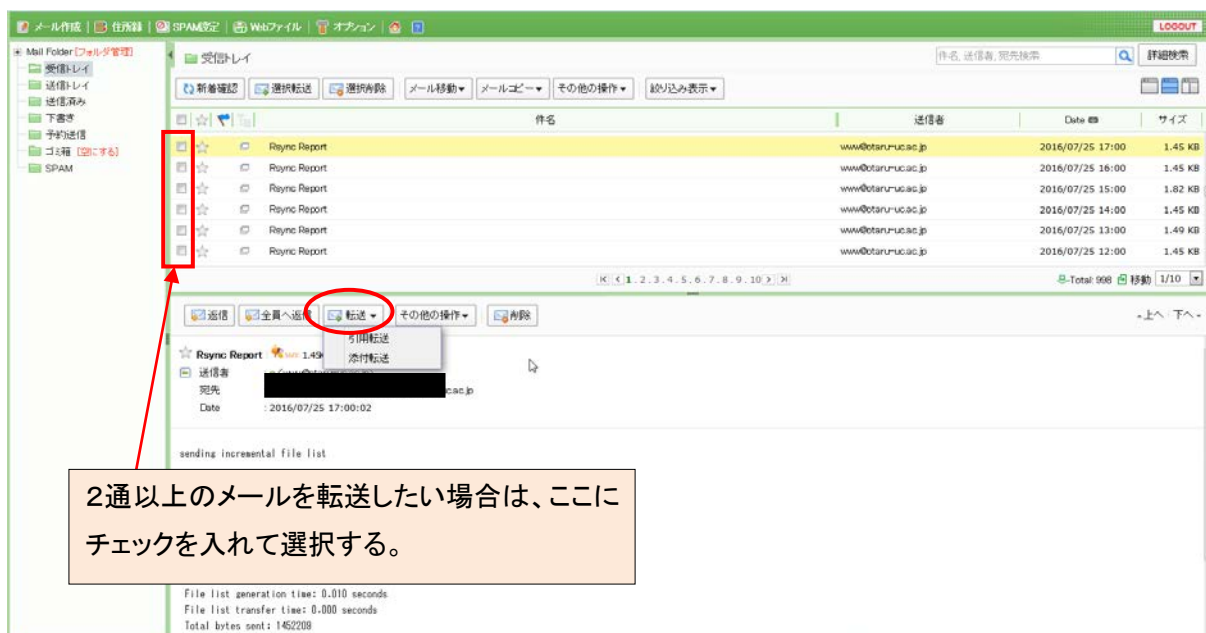 メール作成 | 住所録 | SPAM設定 | Webファイル | オプション | LOGOUT
Mail Folder [フォルダ管理]
受信トレイ
送信トレイ
送信済み
下書き
予約送信
ゴミ箱 [空にする]
SPAM
受信トレイ 件名, 送信者, 宛先検索 詳細検索
新着確認 選択転送 選択削除 メール移動▼ メールコピー▼ その他の操作▼ 絞り込み表示▼
件名 送信者 Date サイズ
Rsync Report www@otaru-uc.ac.jp 2016/07/25 17:00 1.45 KB
Rsync Report www@otaru-uc.ac.jp 2016/07/25 16:00 1.45 KB
Rsync Report www@otaru-uc.ac.jp 2016/07/25 15:00 1.82 KB
Rsync Report www@otaru-uc.ac.jp 2016/07/25 14:00 1.45 KB
Rsync Report www@otaru-uc.ac.jp 2016/07/25 13:00 1.49 KB
Rsync Report www@otaru-uc.ac.jp 2016/07/25 12:00 1.45 KB
1 . 2 . 3 . 4 . 5 . 6 . 7 . 8 . 9 . 10 Total: 998 移動 1/10
返信 全員へ返信 転送 ▼ その他の操作▼ 削除 上へ 下へ
引用転送
添付転送
Rsync Report
送信者
宛先 c.ac.jp
Date : 2016/07/25 17:00:02
sending incremental file list
2通以上のメールを転送したい場合は、ここに
チェックを入れて選択する。
File list generation time: 0.010 seconds
File list transfer time: 0.000 seconds
Total bytes sent: 1452209